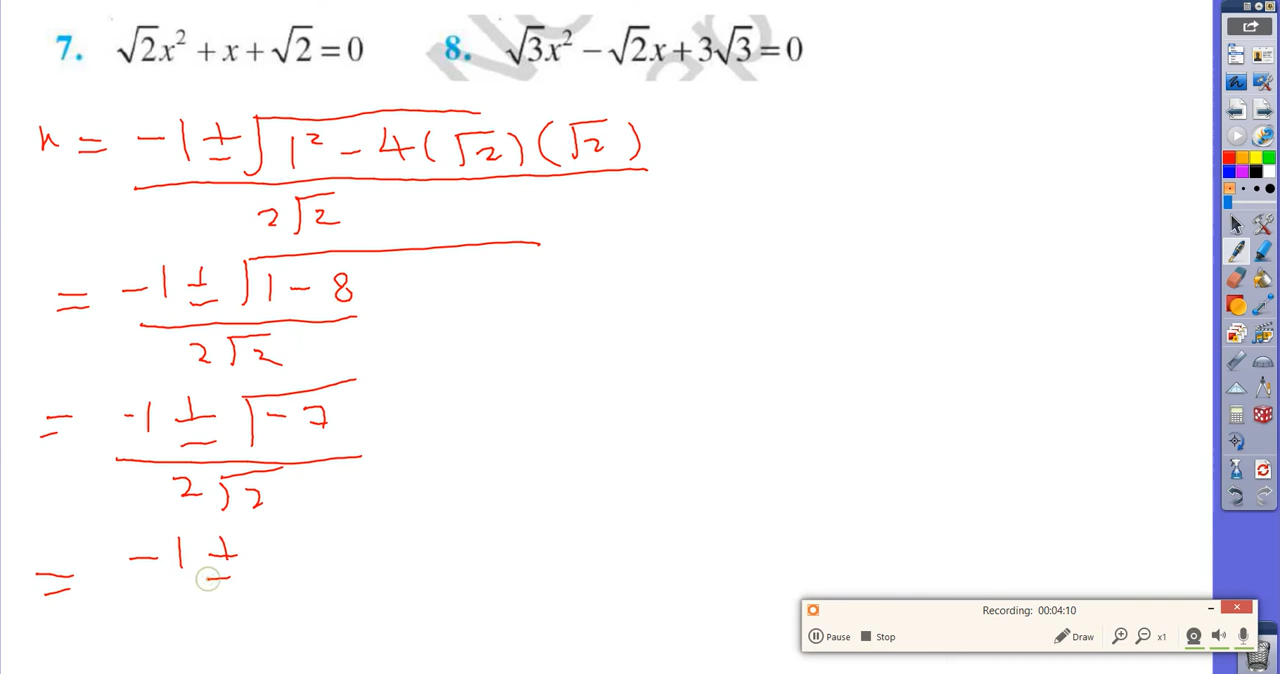 7. √2x² + x + √2 = 0 8. √3x² − √2x + 3√3 = 0
x = −1 ± √1² − 4(√2)(√2)
2√2
= −1 ± √1 − 8
2√2
= −1 ± √−7
2√2
= −1 ±
Recording: 00:04:10
Pause Stop Draw x1